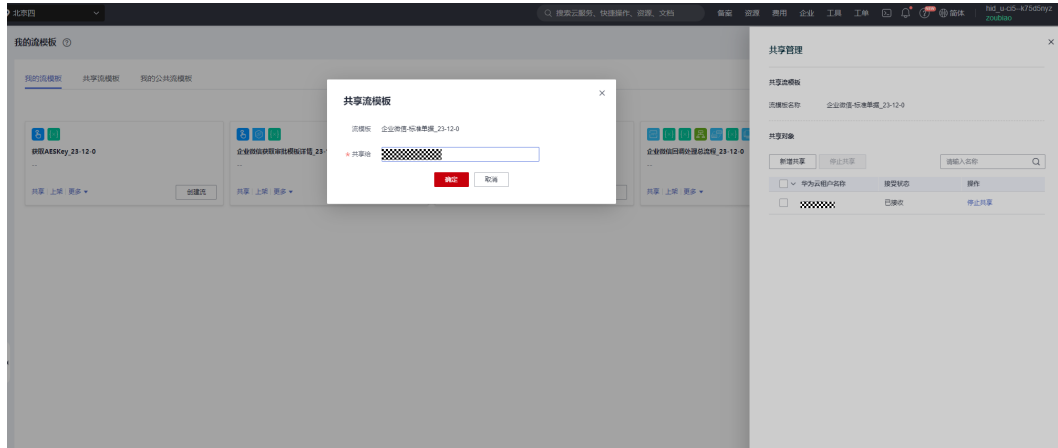 北京四
搜索云服务、快捷操作、资源、文档
备案 资源 费用 企业 工具 工单
简体
hid_u-ci5--k75d5nyz
zoubiao
我的流模板
我的流模板 共享流模板 我的公共流模板
获取AESKey_23-12-0
...
共享 上架 更多
创建流
企业微信获取审批模板详情_23-
...
共享 上架 更多
企业微信回调处理总流程_23-12-0
...
共享 上架 更多
共享流模板
流模板 企业微信-标准单据_23-12-0
* 共享给
确定 取消
共享管理
共享流模板
流模板名称 企业微信-标准单据_23-12-0
共享对象
新增共享 停止共享
请输入名称
华为云租户名称 接受状态 操作
已接收 停止共享